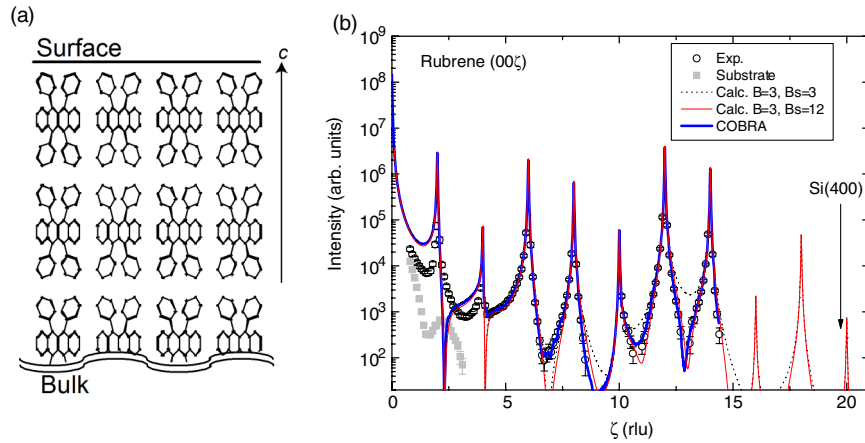 (a)
Surface
c
Bulk
(b)
Rubrene (00ζ)
Exp.
Substrate
Calc. B=3, Bs=3
Calc. B=3, Bs=12
COBRA
Si(400)
Intensity (arb. units)
10⁹
10⁸
10⁷
10⁶
10⁵
10⁴
10³
10²
0 5 10 15 20
ζ (rlu)